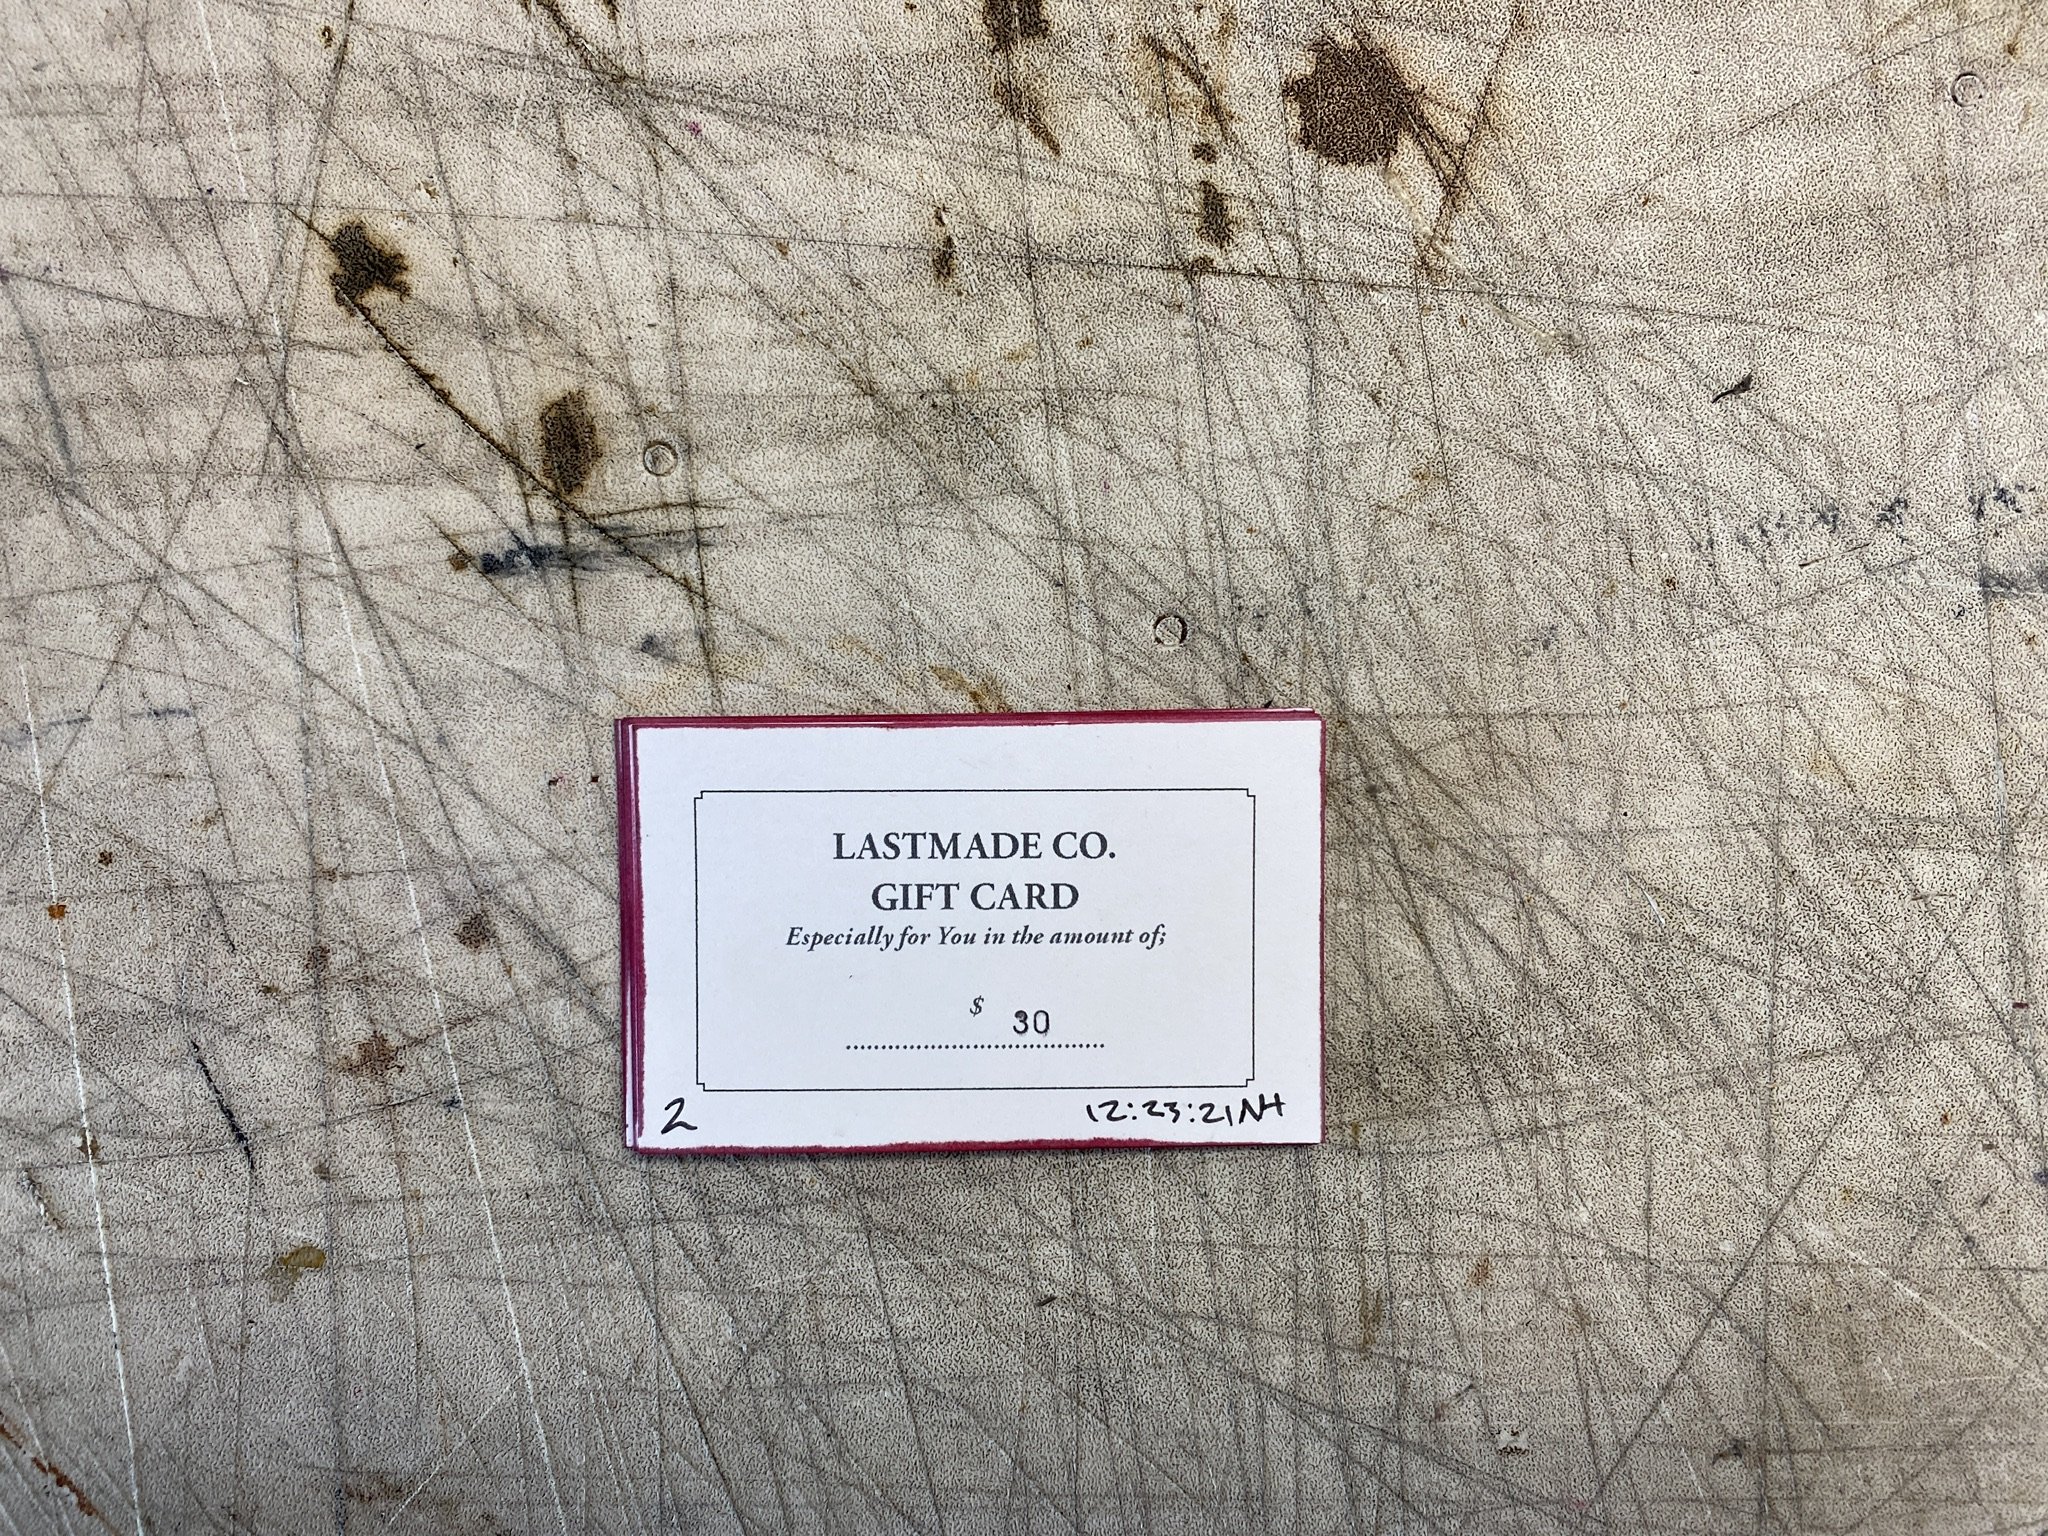 LASTMADE CO.
GIFT CARD
Especially for You in the amount of;
$ 30
2
12:23:21NH